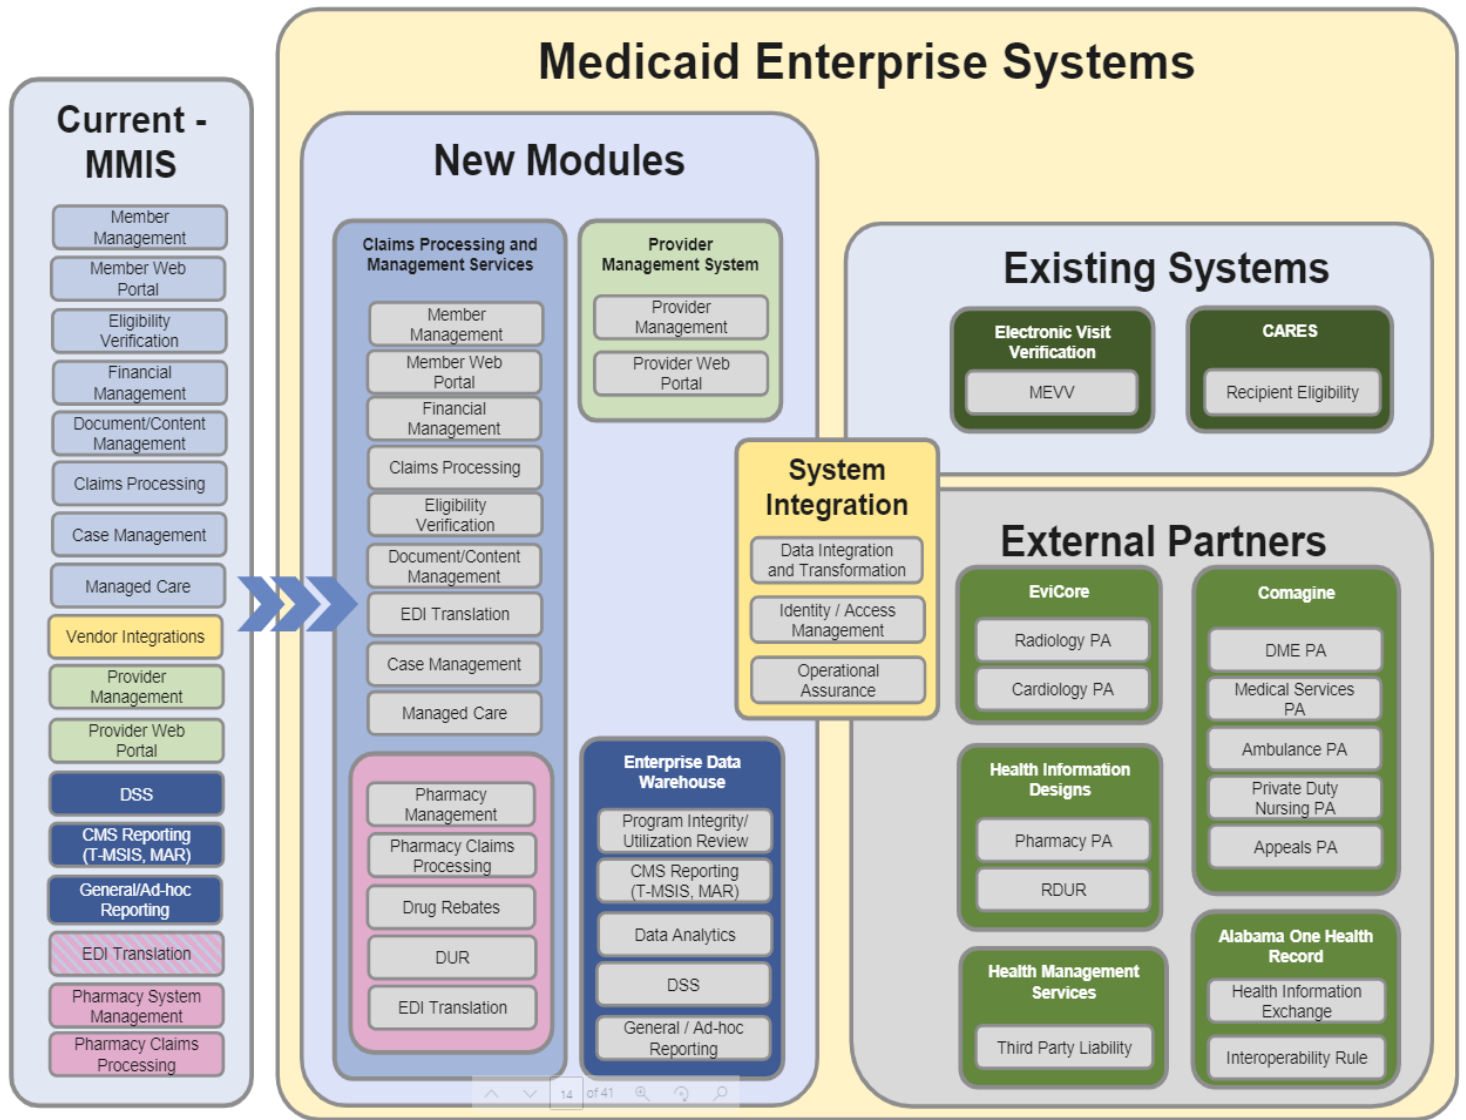 Medicaid Enterprise Systems
Current -
MMIS
Member
Management
Member Web
Portal
Eligibility
Verification
Financial
Management
Document/Content
Management
Claims Processing
Case Management
Managed Care
Vendor Integrations
Provider
Management
Provider Web
Portal
DSS
CMS Reporting
(T-MSIS, MAR)
General/Ad-hoc
Reporting
EDI Translation
Pharmacy System
Management
Pharmacy Claims
Processing
New Modules
Claims Processing and
Management Services
Member
Management
Member Web
Portal
Financial
Management
Claims Processing
Eligibility
Verification
Document/Content
Management
EDI Translation
Case Management
Managed Care
Pharmacy
Management
Pharmacy Claims
Processing
Drug Rebates
DUR
EDI Translation
Provider
Management System
Provider
Management
Provider Web
Portal
Enterprise Data
Warehouse
Program Integrity/
Utilization Review
CMS Reporting
(T-MSIS, MAR)
Data Analytics
DSS
General / Ad-hoc
Reporting
System
Integration
Data Integration
and Transformation
Identity / Access
Management
Operational
Assurance
Existing Systems
Electronic Visit
Verification
MEVV
CARES
Recipient Eligibility
External Partners
EviCore
Radiology PA
Cardiology PA
Health Information
Designs
Pharmacy PA
RDUR
Health Management
Services
Third Party Liability
Comagine
DME PA
Medical Services
PA
Ambulance PA
Private Duty
Nursing PA
Appeals PA
Alabama One Health
Record
Health Information
Exchange
Interoperability Rule
14 of 41